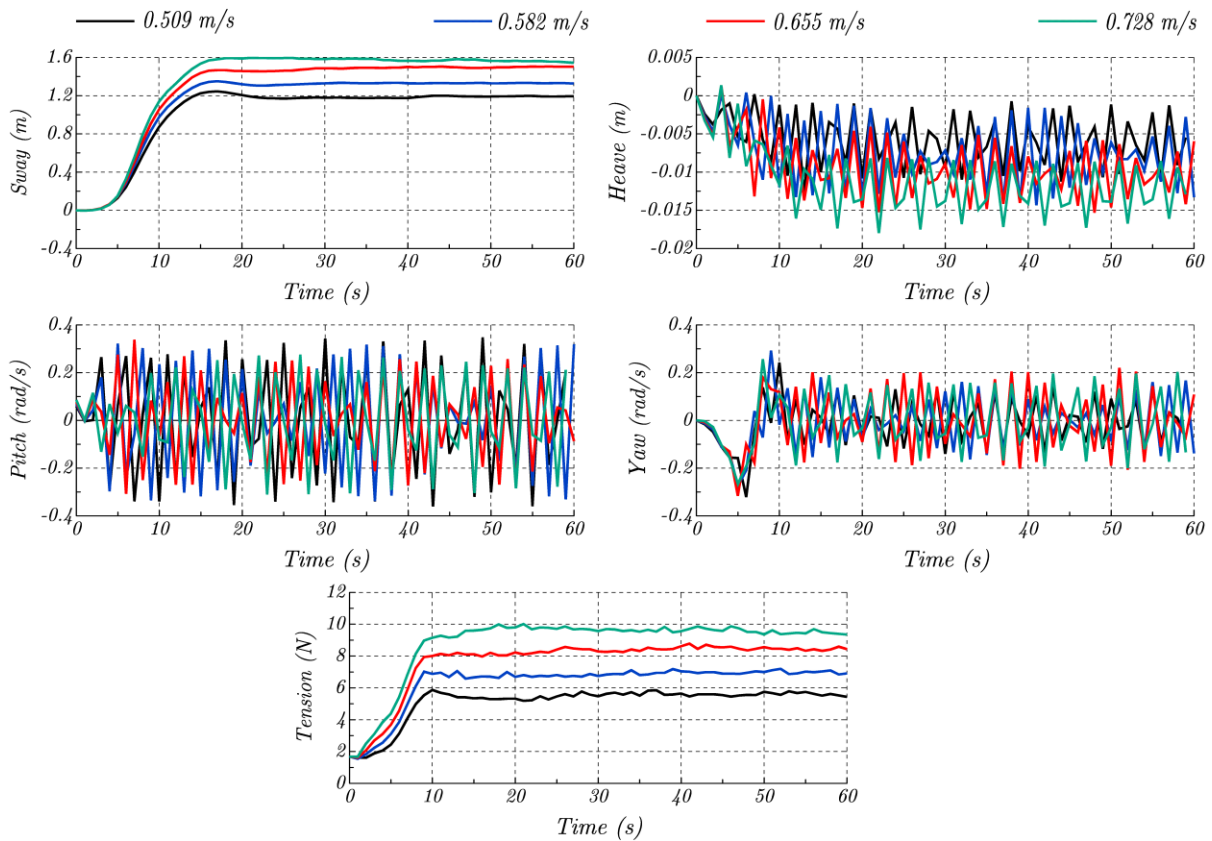 0.509 m/s 0.582 m/s 0.655 m/s 0.728 m/s
Sway (m)
1.6
1.2
0.8
0.4
0
-0.4
0 10 20 30 40 50 60
Time (s)
Heave (m)
0.005
0
-0.005
-0.01
-0.015
-0.02
0 10 20 30 40 50 60
Time (s)
Pitch (rad/s)
0.4
0.2
0
-0.2
-0.4
0 10 20 30 40 50 60
Time (s)
Yaw (rad/s)
0.4
0.2
0
-0.2
-0.4
0 10 20 30 40 50 60
Time (s)
Tension (N)
12
10
8
6
4
2
0
0 10 20 30 40 50 60
Time (s)